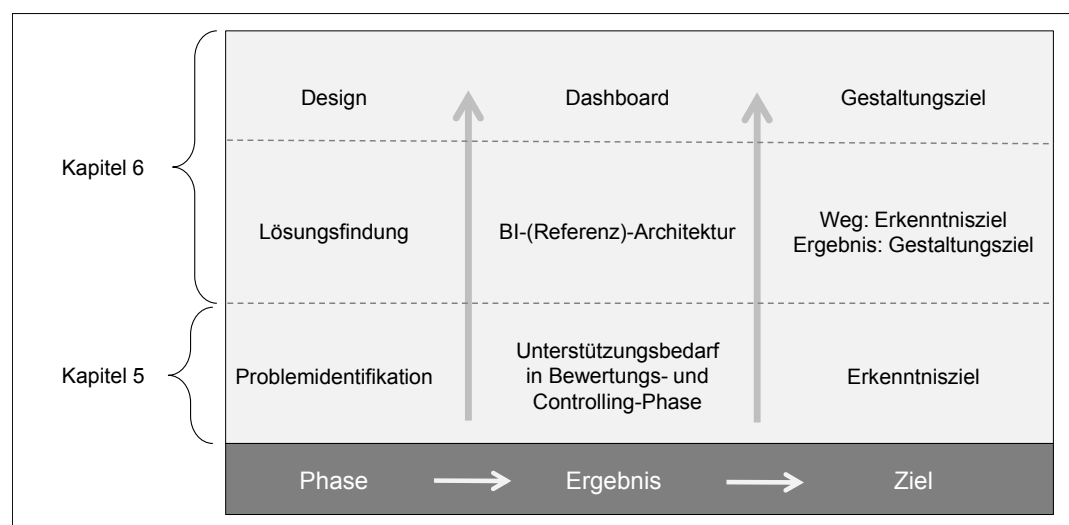 Design
Dashboard
Gestaltungsziel
Kapitel 6
Lösungsfindung
BI-(Referenz)-Architektur
Weg: Erkenntnisziel
Ergebnis: Gestaltungsziel
Kapitel 5
Problemidentifikation
Unterstützungsbedarf
in Bewertungs- und
Controlling-Phase
Erkenntnisziel
Phase
Ergebnis
Ziel